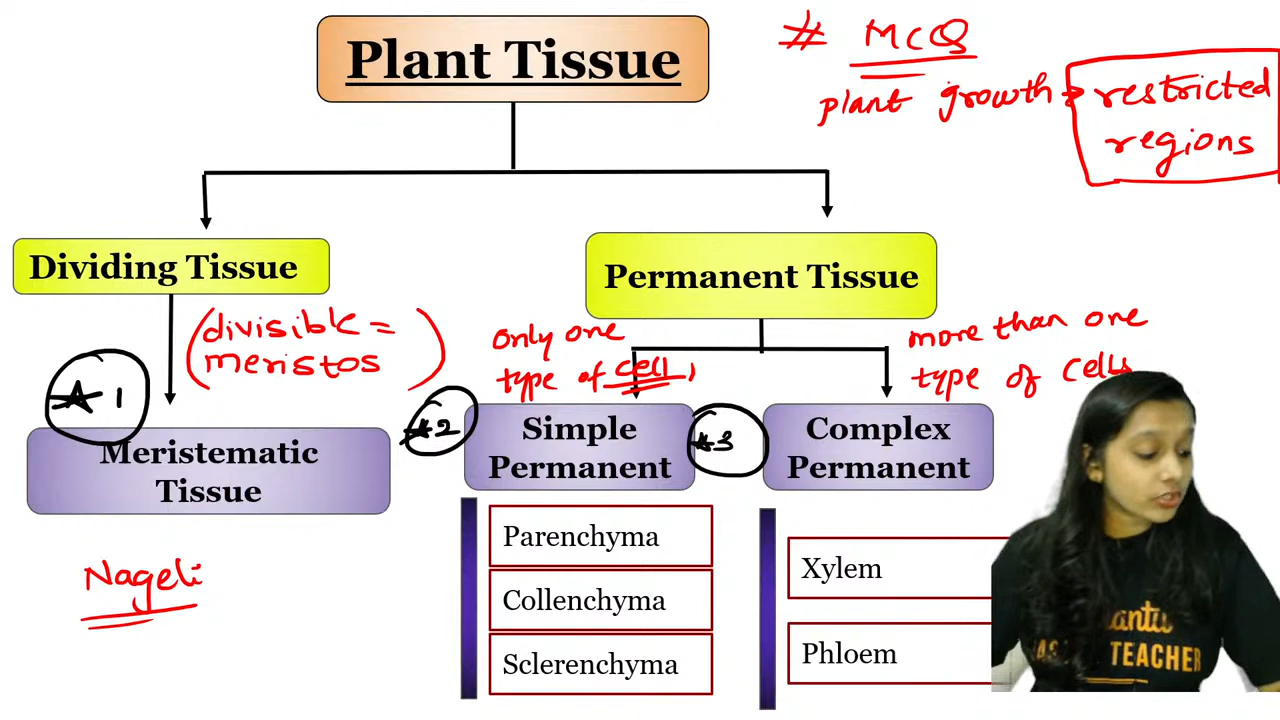 Plant Tissue
# MCQ
plant growth → restricted
regions
Dividing Tissue
Permanent Tissue
(divisible =
meristos)
only one
type of cell,
more than one
type of cells
★ 1
★2
★3
Meristematic
Tissue
Simple
Permanent
Complex
Permanent
Nageli
Parenchyma
Collenchyma
Sclerenchyma
Xylem
Phloem
TEACHER